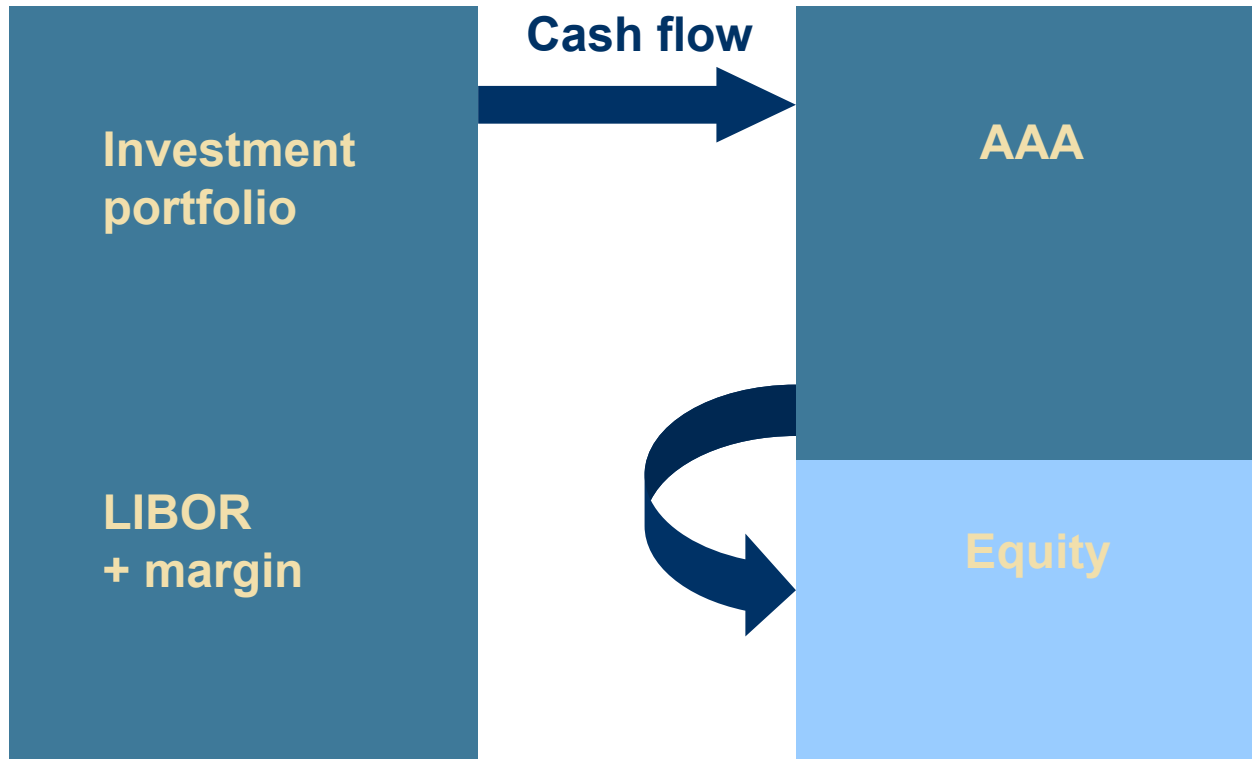 Cash flow
Investment
portfolio
AAA
LIBOR
+ margin
Equity